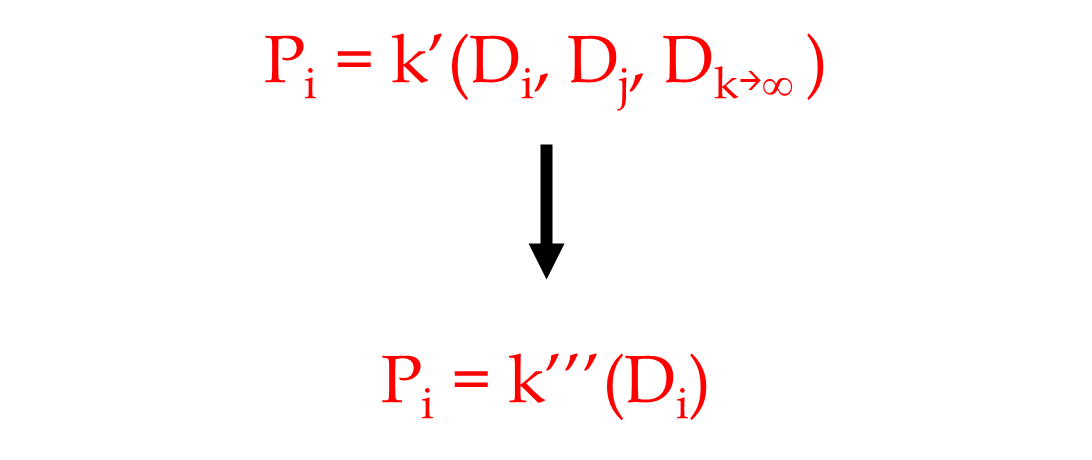 Pᵢ = k′(Dᵢ, Dⱼ, Dₖ→∞ )
Pᵢ = k′′′(Dᵢ)